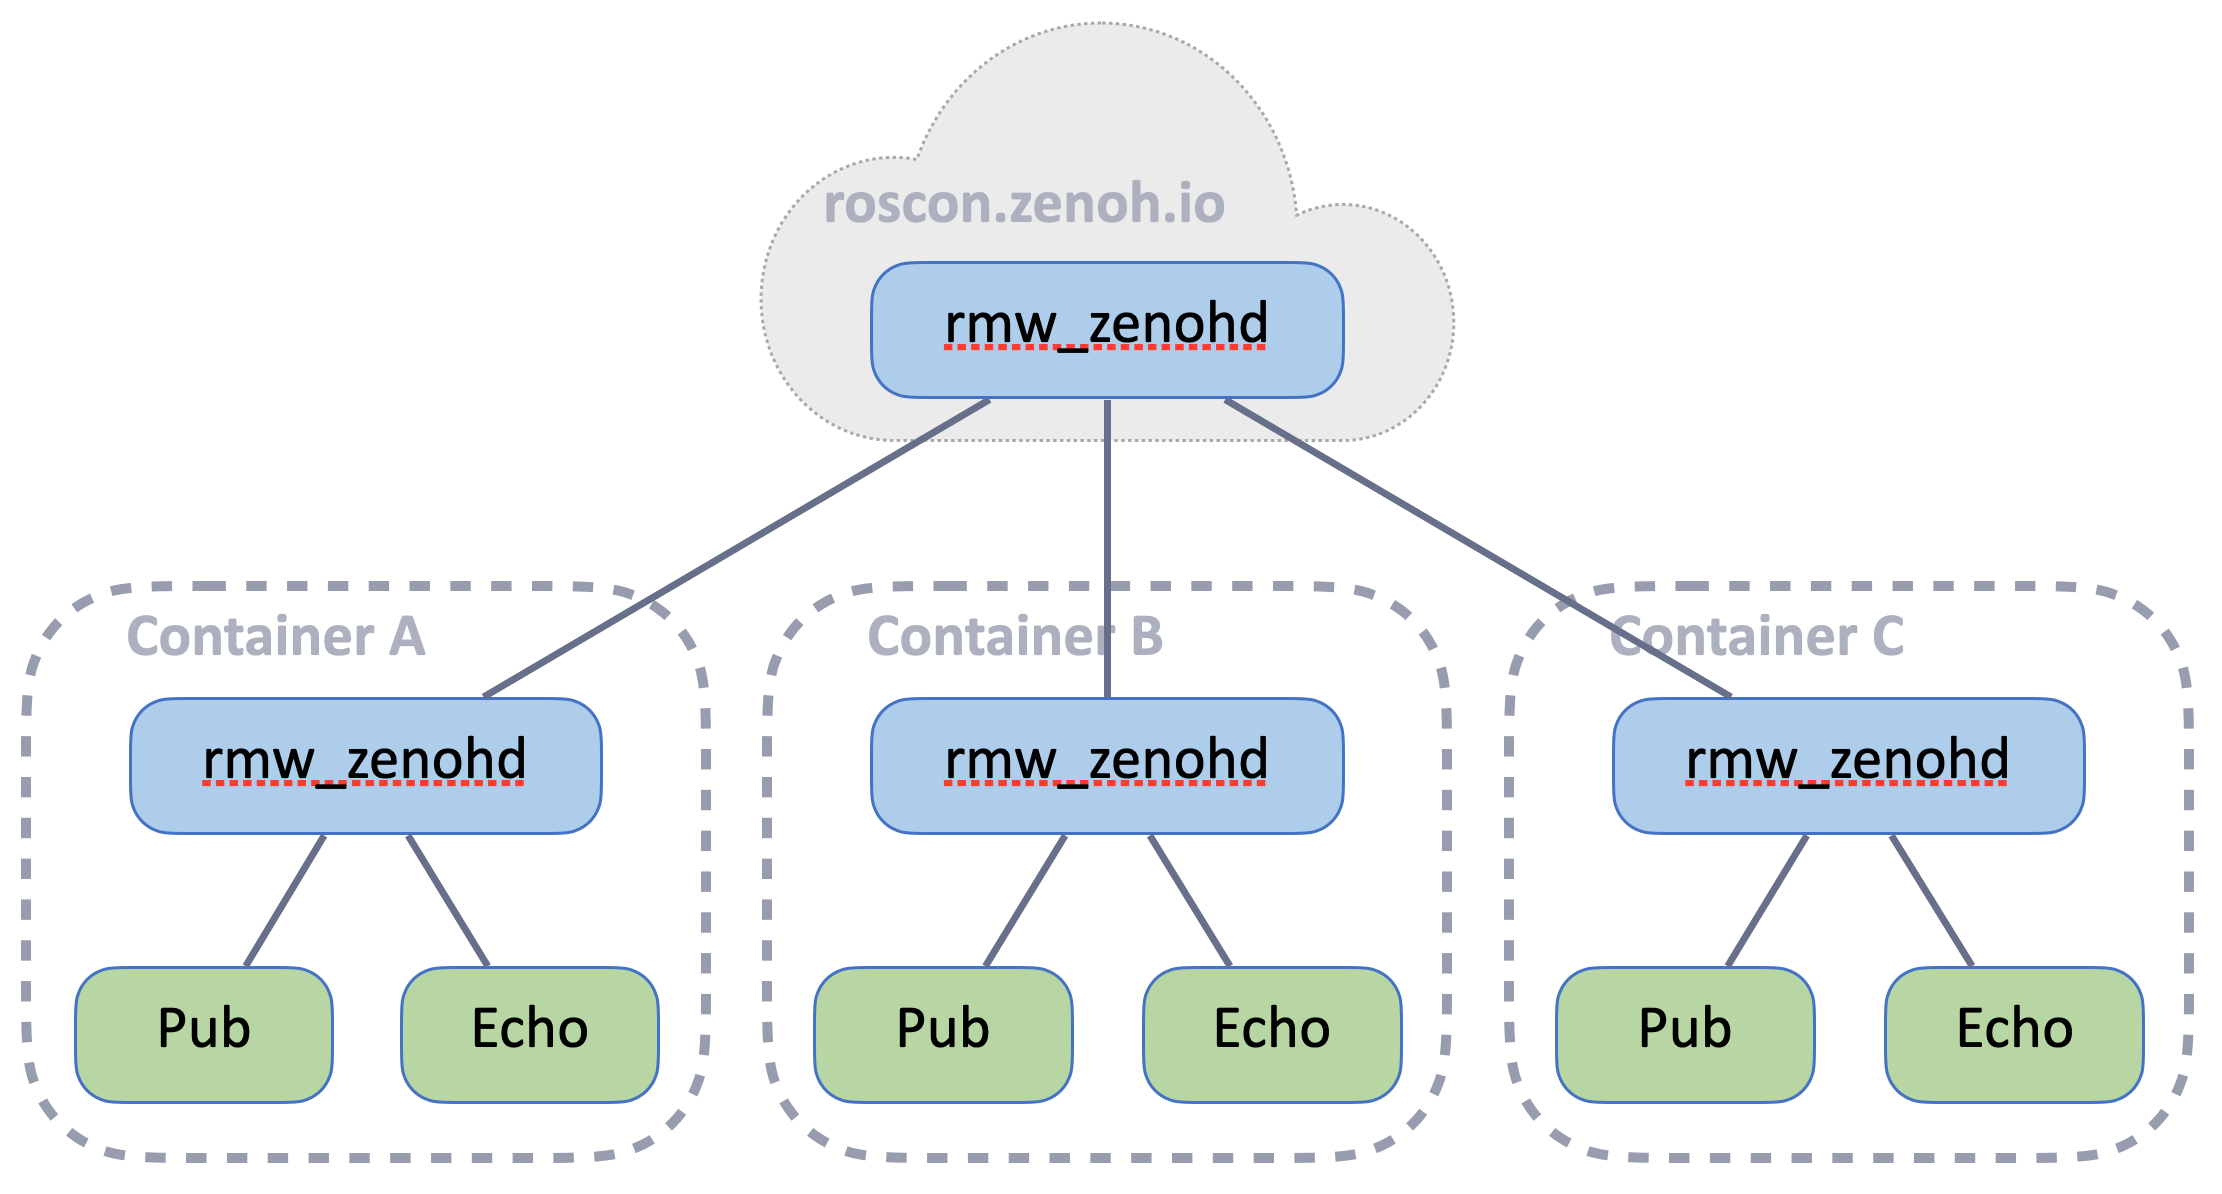 roscon.zenoh.io
rmw_zenohd
Container A
Container B
Container C
rmw_zenohd
rmw_zenohd
rmw_zenohd
Pub
Echo
Pub
Echo
Pub
Echo